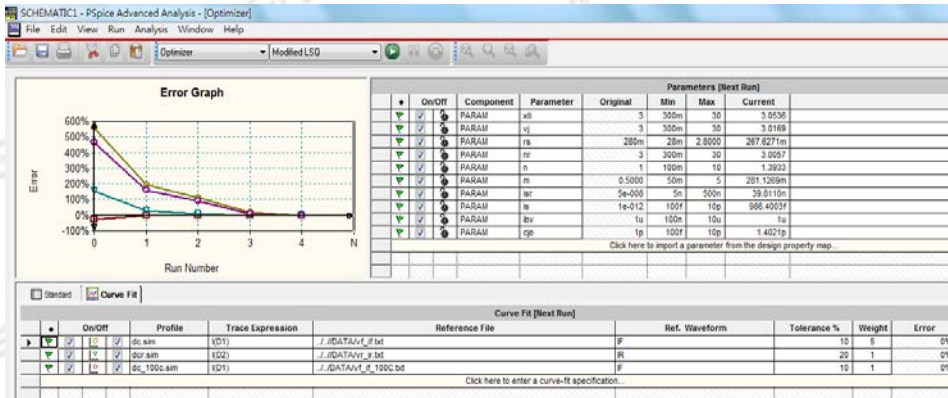 SCHEMATIC1 - PSpice Advanced Analysis - [Optimizer]
File Edit View Run Analysis Window Help
Optimizer Modified LSQ
Error Graph
600%
500%
400%
300%
200%
100%
0%
-100%
Error
0 1 2 3 4 N
Run Number
Parameters [Next Run]
On/Off Component Parameter Original Min Max Current
PARAM xti 3 300m 30 3.0536
PARAM vj 3 300m 30 3.0169
PARAM rs 280m 28m 2.8000 267.6271m
PARAM nr 3 300m 30 3.0057
PARAM n 1 100m 10 1.3933
PARAM m 0.5000 50m 5 281.1269m
PARAM isr 5e-008 5n 500n 39.8110n
PARAM is 1e-012 100f 10p 986.4003f
PARAM ibv 1u 100n 10u 1u
PARAM cjo 1p 100f 10p 1.4021p
Click here to import a parameter from the design property map...
Standard Curve Fit
Curve Fit [Next Run]
On/Off Profile Trace Expression Reference File Ref. Waveform Tolerance % Weight Error
dc.sim I(D1) ../../DATA/vf_if.txt IF 10 5
dcr.sim I(D2) ../../DATA/vr_ir.txt IR 20 1
dc_100c.sim I(D1) ../../DATA/vf_if_100C.txt IF 10 1
Click here to enter a curve-fit specification...